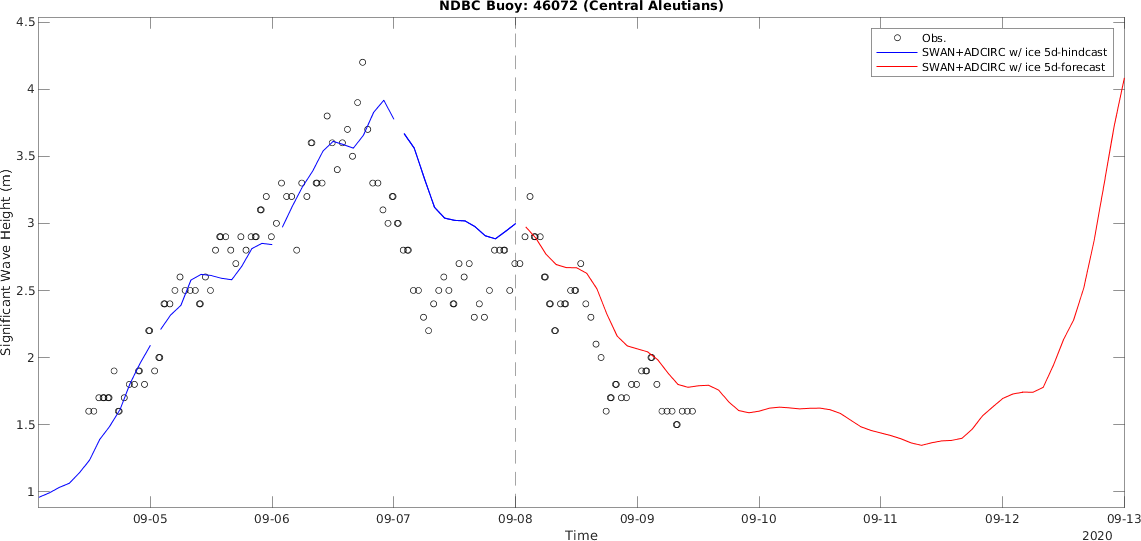 NDBC Buoy: 46072 (Central Aleutians)
Obs.
SWAN+ADCIRC w/ ice 5d-hindcast
SWAN+ADCIRC w/ ice 5d-forecast
Significant Wave Height (m)
4.5
4
3.5
3
2.5
2
1.5
1
09-05 09-06 09-07 09-08 09-09 09-10 09-11 09-12 09-13
Time
2020